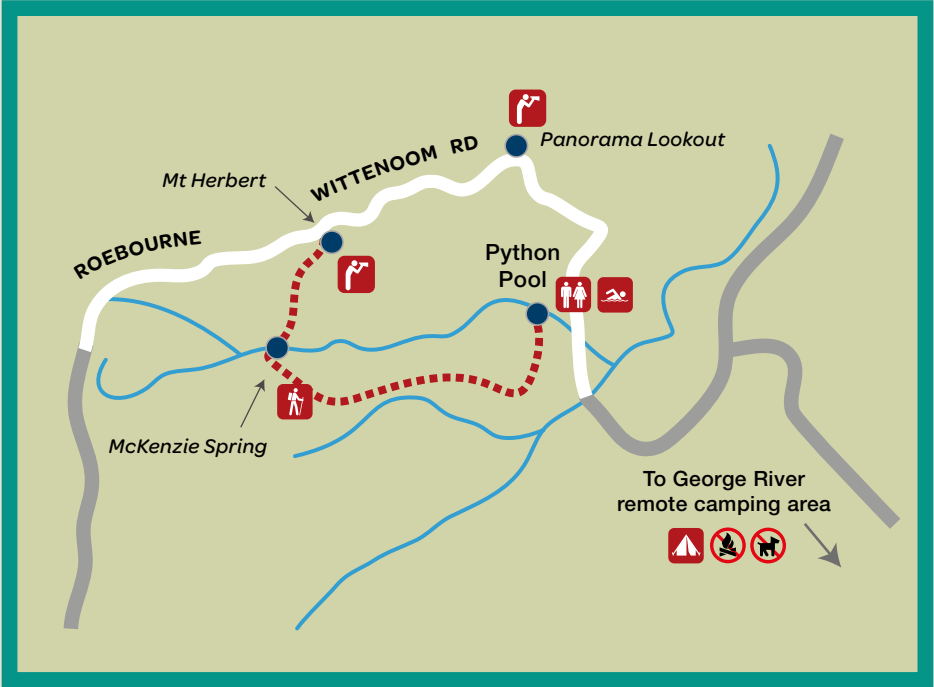 Panorama Lookout
WITTENOOM RD
Mt Herbert
ROEBOURNE
Python
Pool
McKenzie Spring
To George River
remote camping area